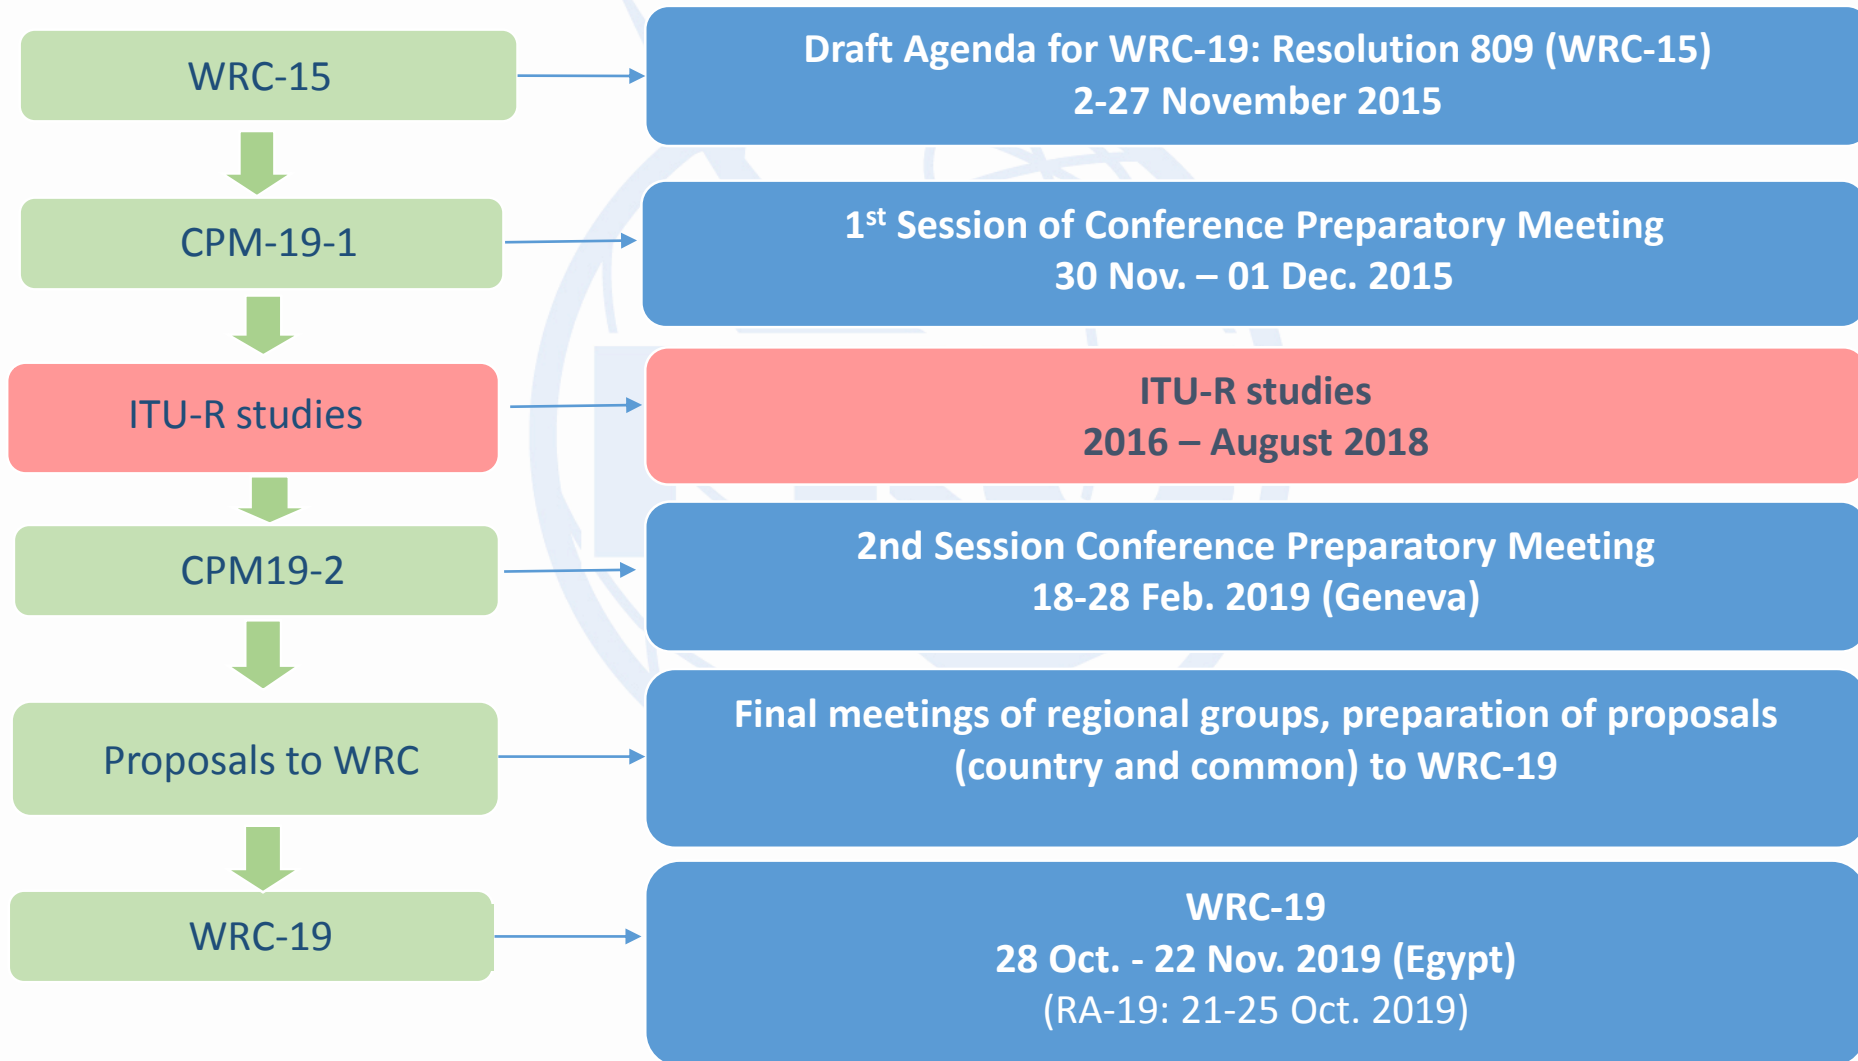 WRC-15
Draft Agenda for WRC-19: Resolution 809 (WRC-15)
2-27 November 2015
CPM-19-1
1st Session of Conference Preparatory Meeting
30 Nov. – 01 Dec. 2015
ITU-R studies
ITU-R studies
2016 – August 2018
CPM19-2
2nd Session Conference Preparatory Meeting
18-28 Feb. 2019 (Geneva)
Proposals to WRC
Final meetings of regional groups, preparation of proposals
(country and common) to WRC-19
WRC-19
WRC-19
28 Oct. - 22 Nov. 2019 (Egypt)
(RA-19: 21-25 Oct. 2019)